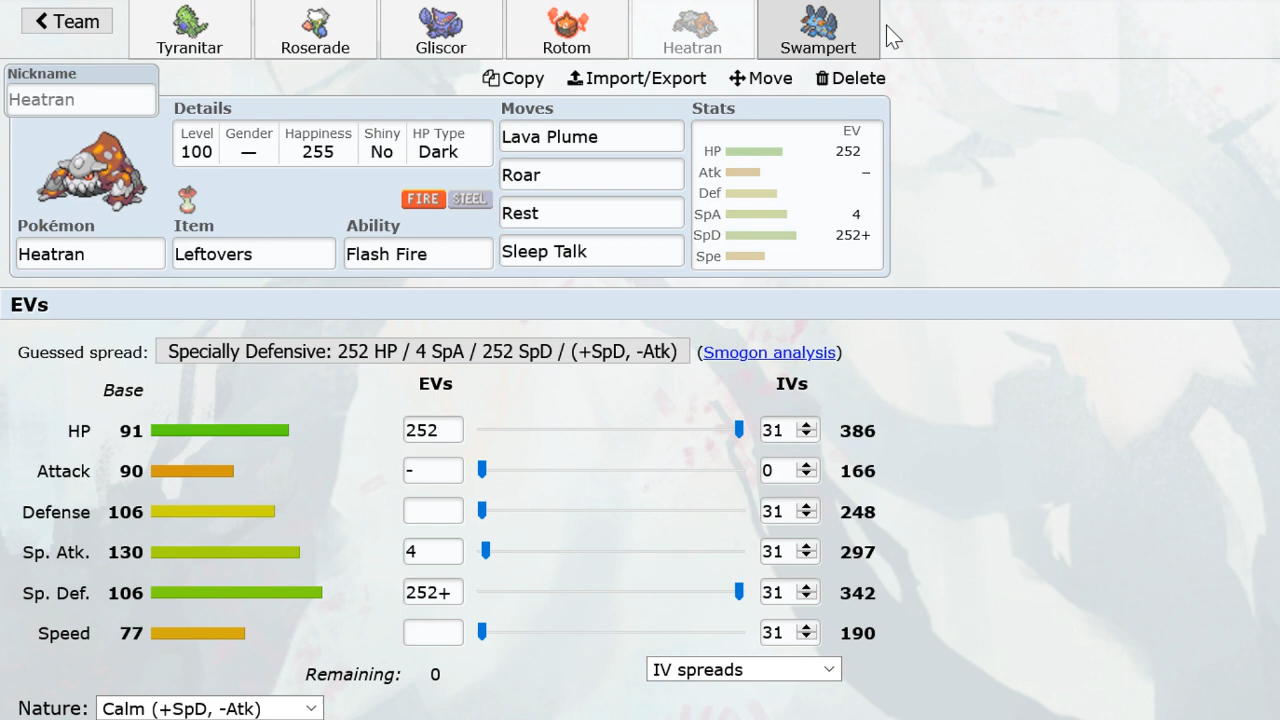 Team
Tyranitar
Roserade
Gliscor
Rotom
Heatran
Swampert
Copy Import/Export Move Delete
Nickname
Heatran
Details
Level Gender Happiness Shiny HP Type
100 — 255 No Dark
FIRE STEEL
Pokémon Item Ability
Heatran Leftovers Flash Fire
Moves
Lava Plume
Roar
Rest
Sleep Talk
Stats
EV
HP 252
Atk –
Def
SpA 4
SpD 252+
Spe
EVs
Guessed spread: Specially Defensive: 252 HP / 4 SpA / 252 SpD / (+SpD, -Atk) (Smogon analysis)
Base EVs IVs
HP 91 252 31 386
Attack 90 - 0 166
Defense 106 31 248
Sp. Atk. 130 4 31 297
Sp. Def. 106 252+ 31 342
Speed 77 31 190
Remaining: 0 IV spreads
Nature: Calm (+SpD, -Atk)